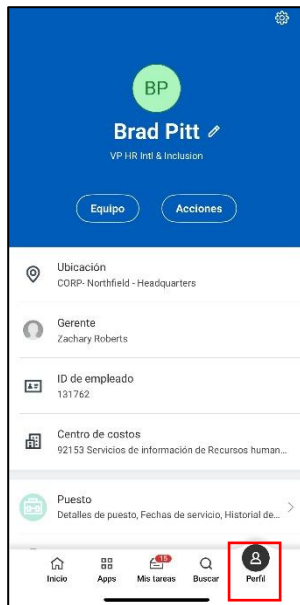 BP
Brad Pitt
VP HR Intl & Inclusion
Equipo
Acciones
Ubicación
CORP- Northfield - Headquarters
Gerente
Zachary Roberts
ID de empleado
131762
Centro de costos
92153 Servicios de información de Recursos human...
Puesto
Detalles de puesto, Fechas de servicio, Historial de...
15
Inicio Apps Mis tareas Buscar Perfil